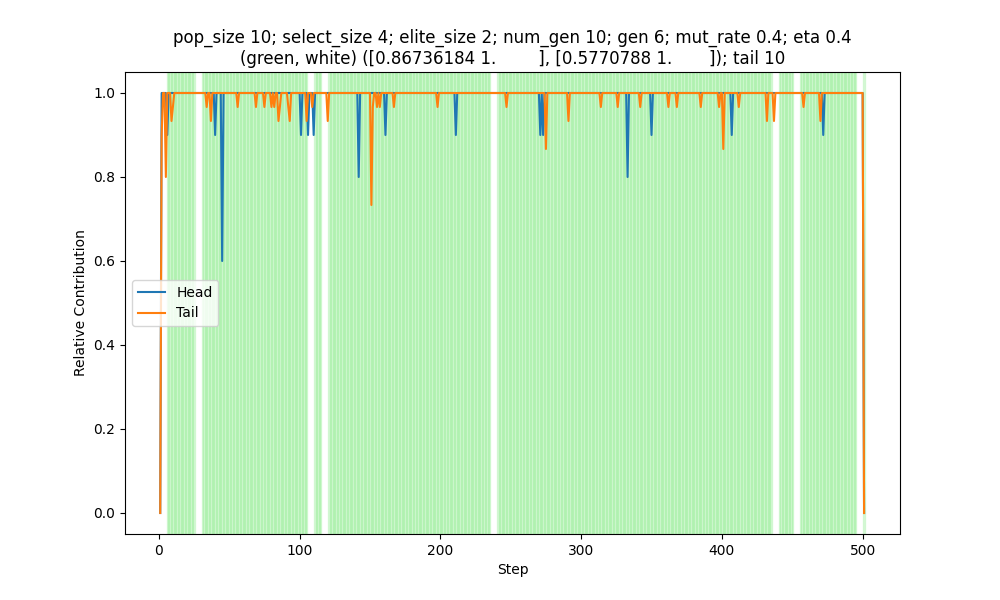 pop_size 10; select_size 4; elite_size 2; num_gen 10; gen 6; mut_rate 0.4; eta 0.4
(green, white) ([0.86736184 1.        ], [0.5770788 1.       ]); tail 10
1.0
0.8
0.6
0.4
0.2
0.0
Relative Contribution
Head
Tail
0 100 200 300 400 500
Step